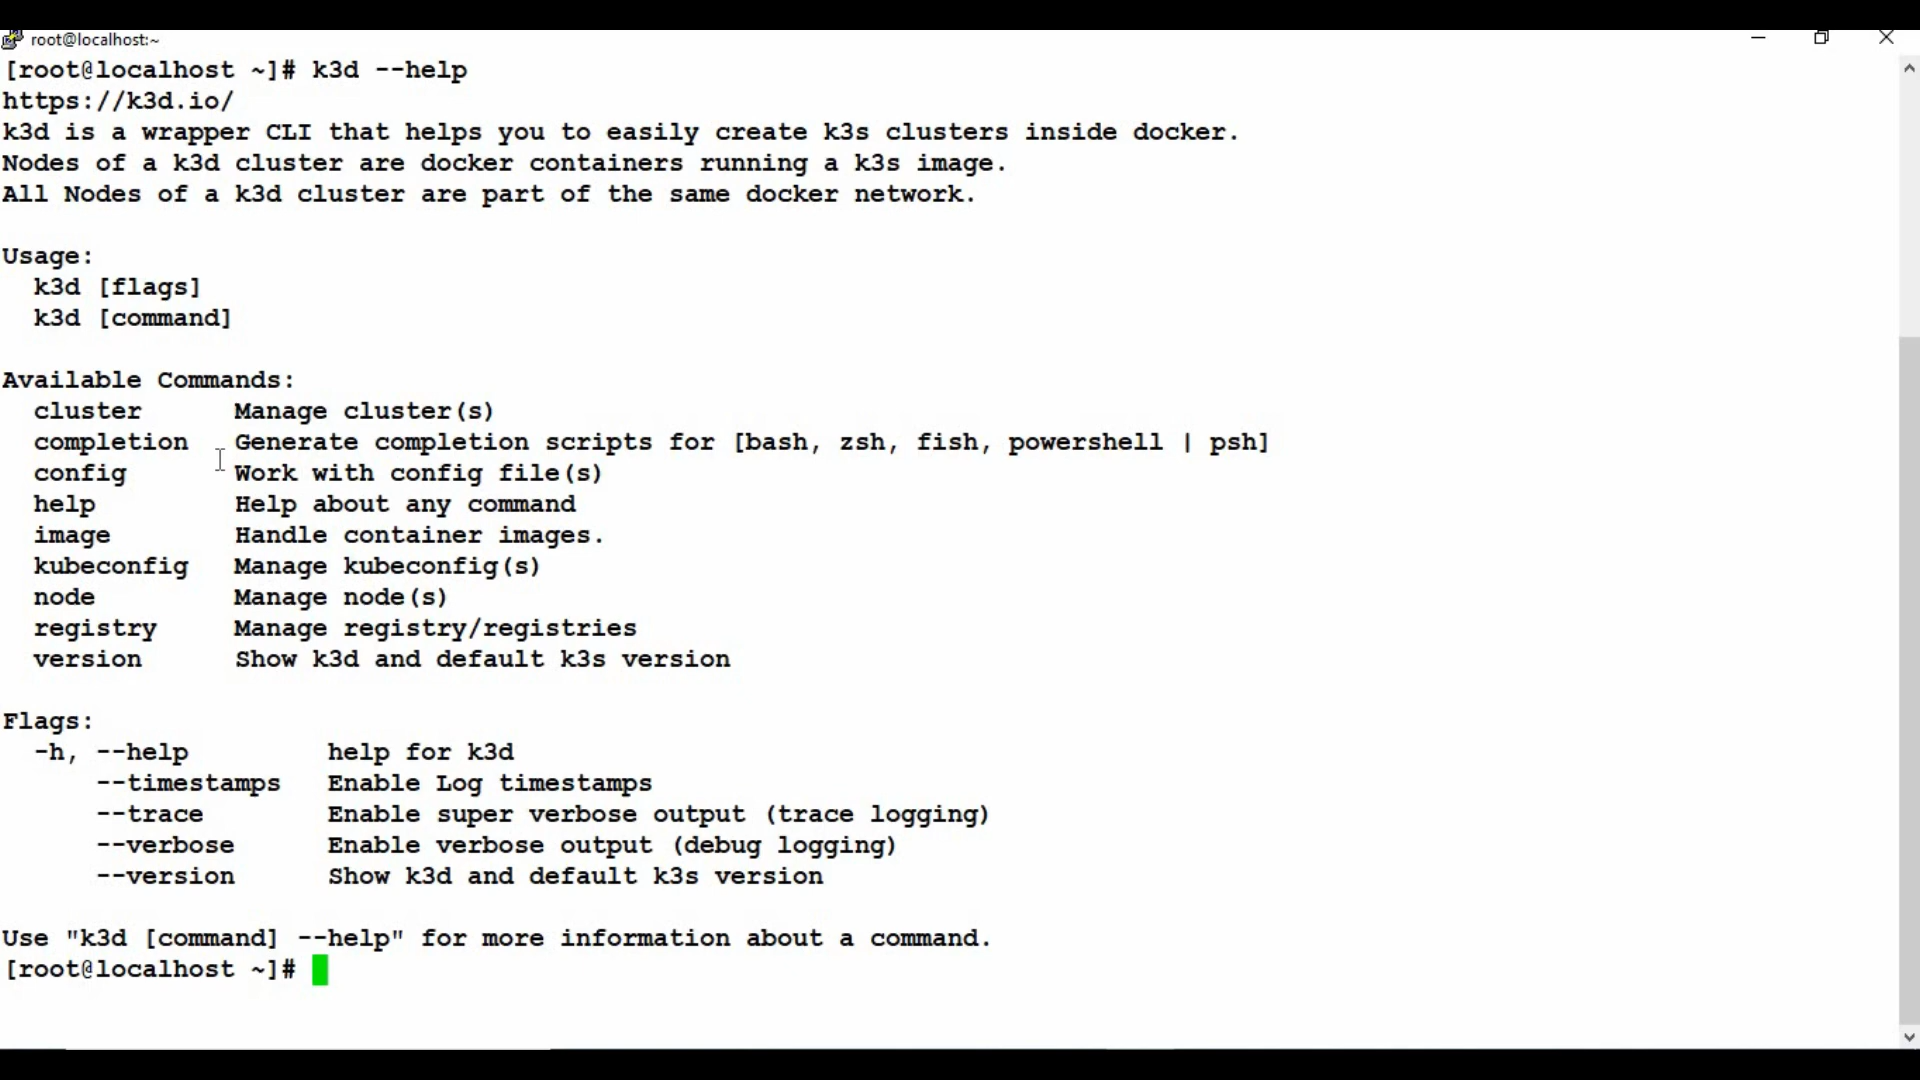 root@localhost:~
[root@localhost ~]# k3d --help
https://k3d.io/
k3d is a wrapper CLI that helps you to easily create k3s clusters inside docker.
Nodes of a k3d cluster are docker containers running a k3s image.
All Nodes of a k3d cluster are part of the same docker network.
Usage:
  k3d [flags]
  k3d [command]
Available Commands:
  cluster      Manage cluster(s)
  completion   Generate completion scripts for [bash, zsh, fish, powershell | psh]
  config       Work with config file(s)
  help         Help about any command
  image        Handle container images.
  kubeconfig   Manage kubeconfig(s)
  node         Manage node(s)
  registry     Manage registry/registries
  version      Show k3d and default k3s version
Flags:
  -h, --help         help for k3d
      --timestamps   Enable Log timestamps
      --trace        Enable super verbose output (trace logging)
      --verbose      Enable verbose output (debug logging)
      --version      Show k3d and default k3s version
Use "k3d [command] --help" for more information about a command.
[root@localhost ~]#